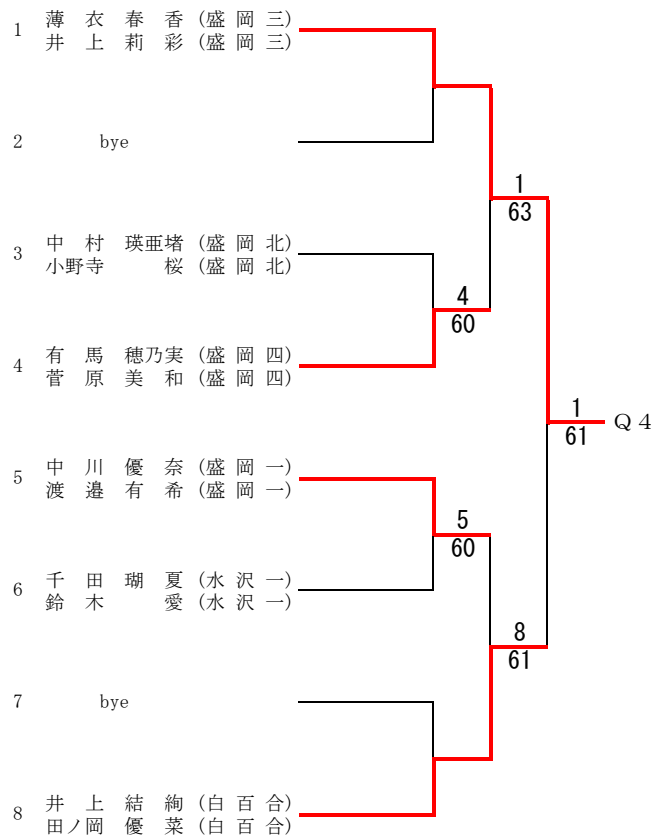 1 薄 衣 春 香 (盛 岡 三)
井 上 莉 彩 (盛 岡 三)
2 bye
3 中 村 瑛亜堵 (盛 岡 北)
小野寺 桜 (盛 岡 北)
4 有 馬 穂乃実 (盛 岡 四)
菅 原 美 和 (盛 岡 四)
5 中 川 優 奈 (盛 岡 一)
渡 邉 有 希 (盛 岡 一)
6 千 田 瑚 夏 (水 沢 一)
鈴 木 愛 (水 沢 一)
7 bye
8 井 上 結 絢 (白 百 合)
田ノ岡 優 菜 (白 百 合)
4
60
5
60
1
63
8
61
1
61
Q4